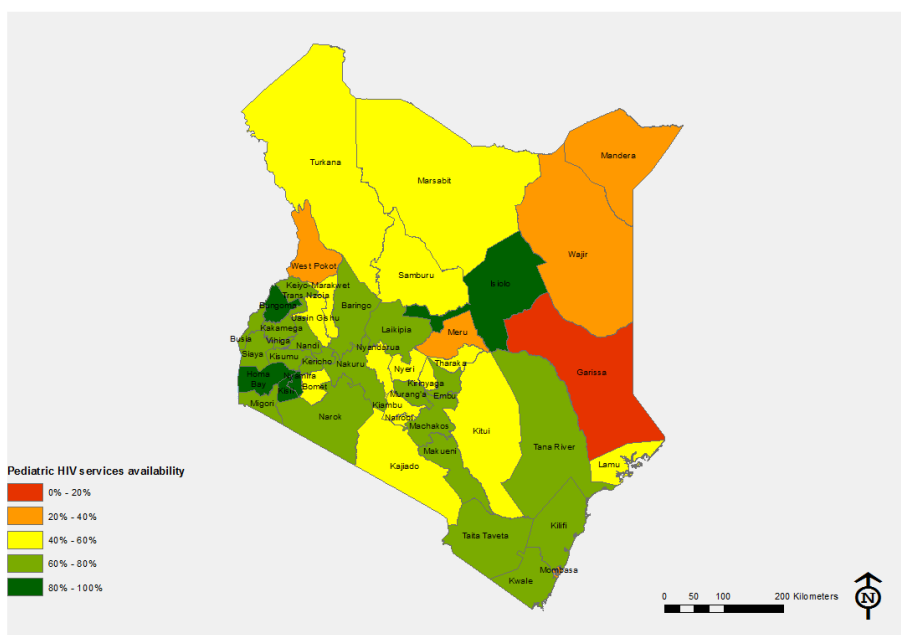 Turkana
Marsabit
Mandera
Wajir
West Pokot
Samburu
Isiolo
Keiyo-Marakwet
Trans Nzoia
Bungoma
Baringo
Uasin Gishu
Kakamega
Laikipia
Meru
Busia
Vihiga
Nandi
Nyandarua
Siaya
Kisumu
Kericho
Nakuru
Nyeri
Tharaka
Garissa
Homa
Bay
Nyamira
Kisii
Bomet
Kirinyaga
Murang'a
Embu
Migori
Narok
Kiambu
Nairobi
Machakos
Kitui
Tana River
Makueni
Kajiado
Lamu
Pediatric HIV services availability
0% - 20%
20% - 40%
40% - 60%
60% - 80%
80% - 100%
Taita Taveta
Kilifi
Mombasa
Kwale
0 50 100 200 Kilometers
N